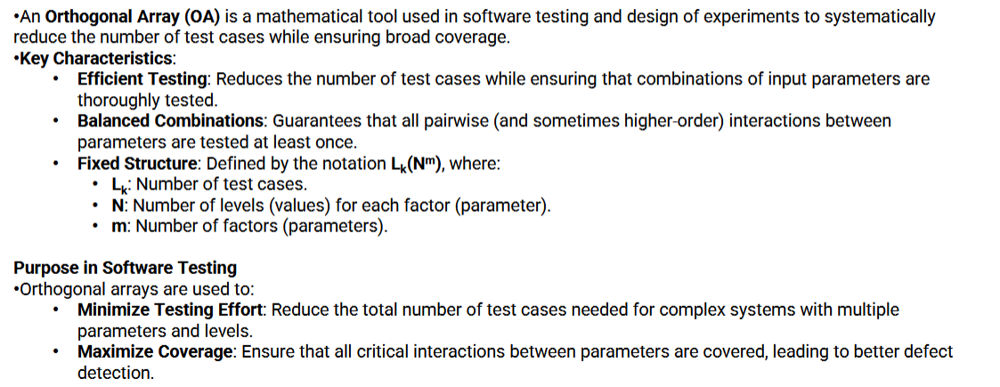 •An Orthogonal Array (OA) is a mathematical tool used in software testing and design of experiments to systematically
reduce the number of test cases while ensuring broad coverage.
•Key Characteristics:
• Efficient Testing: Reduces the number of test cases while ensuring that combinations of input parameters are
thoroughly tested.
• Balanced Combinations: Guarantees that all pairwise (and sometimes higher-order) interactions between
parameters are tested at least once.
• Fixed Structure: Defined by the notation Lₖ(Nᵐ), where:
• Lₖ: Number of test cases.
• N: Number of levels (values) for each factor (parameter).
• m: Number of factors (parameters).
Purpose in Software Testing
•Orthogonal arrays are used to:
• Minimize Testing Effort: Reduce the total number of test cases needed for complex systems with multiple
parameters and levels.
• Maximize Coverage: Ensure that all critical interactions between parameters are covered, leading to better defect
detection.